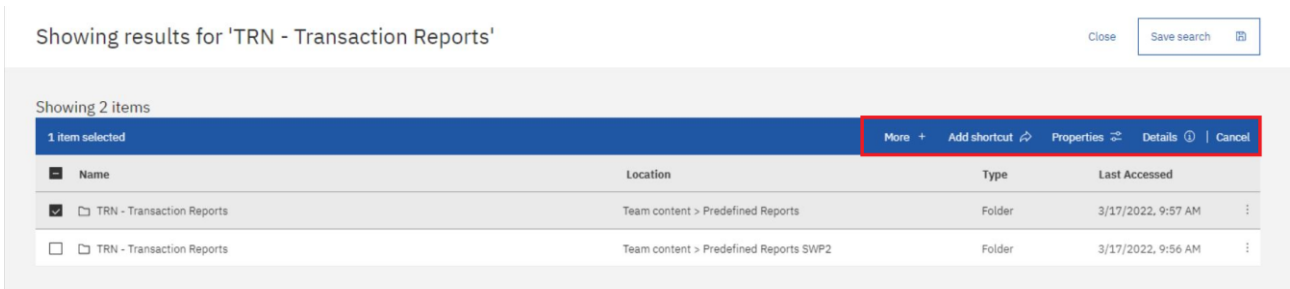 Showing results for 'TRN - Transaction Reports' Close Save search
Showing 2 items
1 item selected More + Add shortcut Properties Details | Cancel
Name Location Type Last Accessed
TRN - Transaction Reports Team content > Predefined Reports Folder 3/17/2022, 9:57 AM
TRN - Transaction Reports Team content > Predefined Reports SWP2 Folder 3/17/2022, 9:56 AM